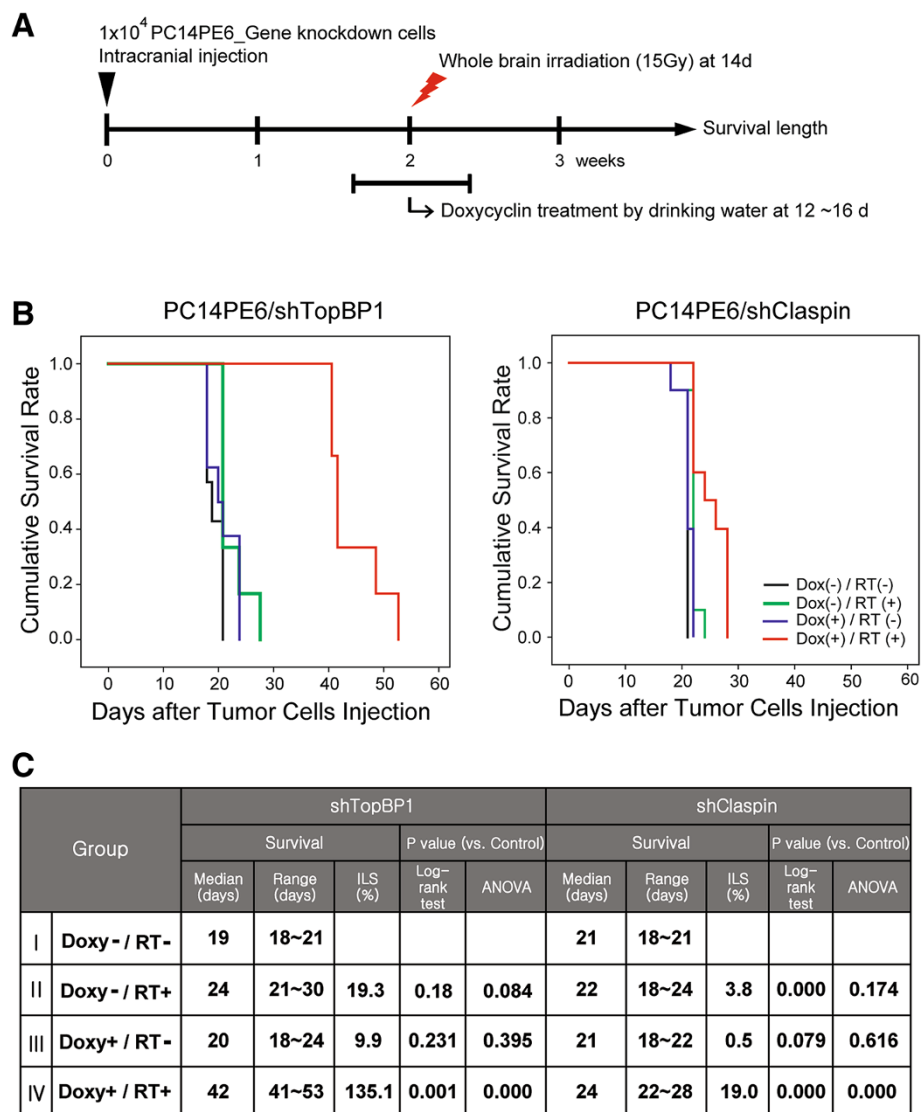 A
1x10⁴ PC14PE6_Gene knockdown cells
Intracranial injection
Whole brain irradiation (15Gy) at 14d
Survival length
0 1 2 3 weeks
Doxycyclin treatment by drinking water at 12 ~16 d
B
PC14PE6/shTopBP1
Cumulative Survival Rate
1.0
0.8
0.6
0.4
0.2
0.0
0 10 20 30 40 50 60
Days after Tumor Cells Injection
PC14PE6/shClaspin
Cumulative Survival Rate
1.0
0.8
0.6
0.4
0.2
0.0
Dox(-) / RT(-)
Dox(-) / RT (+)
Dox(+) / RT (-)
Dox(+) / RT (+)
0 10 20 30 40 50 60
Days after Tumor Cells Injection
C
Group shTopBP1 shClaspin
Survival P value (vs. Control) Survival P value (vs. Control)
Median (days) Range (days) ILS (%) Log-rank test ANOVA Median (days) Range (days) ILS (%) Log-rank test ANOVA
I Doxy- / RT- 19 18~21 21 18~21
II Doxy- / RT+ 24 21~30 19.3 0.18 0.084 22 18~24 3.8 0.000 0.174
III Doxy+ / RT- 20 18~24 9.9 0.231 0.395 21 18~22 0.5 0.079 0.616
IV Doxy+ / RT+ 42 41~53 135.1 0.001 0.000 24 22~28 19.0 0.000 0.000